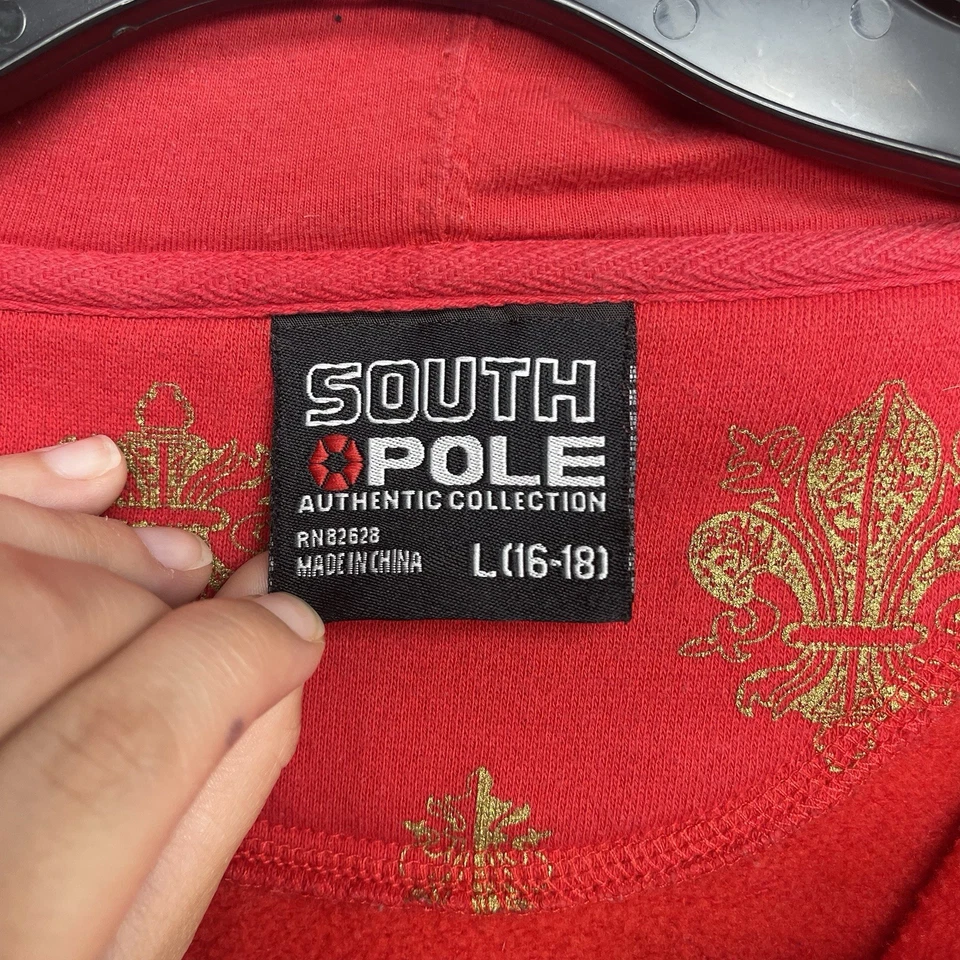 SOUTH
POLE
AUTHENTIC COLLECTION
RN82628
MADE IN CHINA
L(16-18)